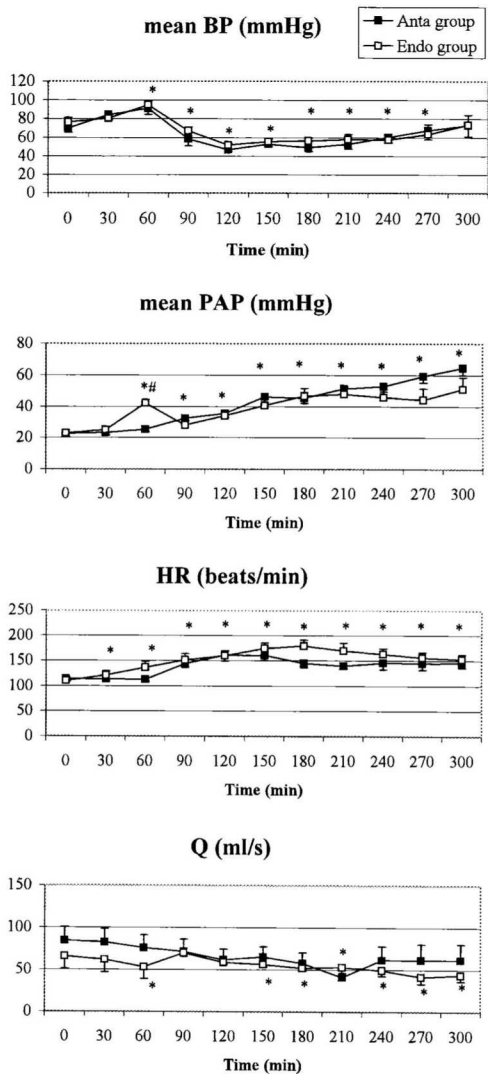 mean BP (mmHg)
Anta group
Endo group
120
100
80
60
40
20
0
* * * * * * * *
0 30 60 90 120 150 180 210 240 270 300
Time (min)
mean PAP (mmHg)
80
60
40
20
0
*# * * * * * * * *
0 30 60 90 120 150 180 210 240 270 300
Time (min)
HR (beats/min)
250
200
150
100
50
0
* * * * * * * * * *
0 30 60 90 120 150 180 210 240 270 300
Time (min)
Q (ml/s)
150
100
50
0
* * * * * * *
0 30 60 90 120 150 180 210 240 270 300
Time (min)